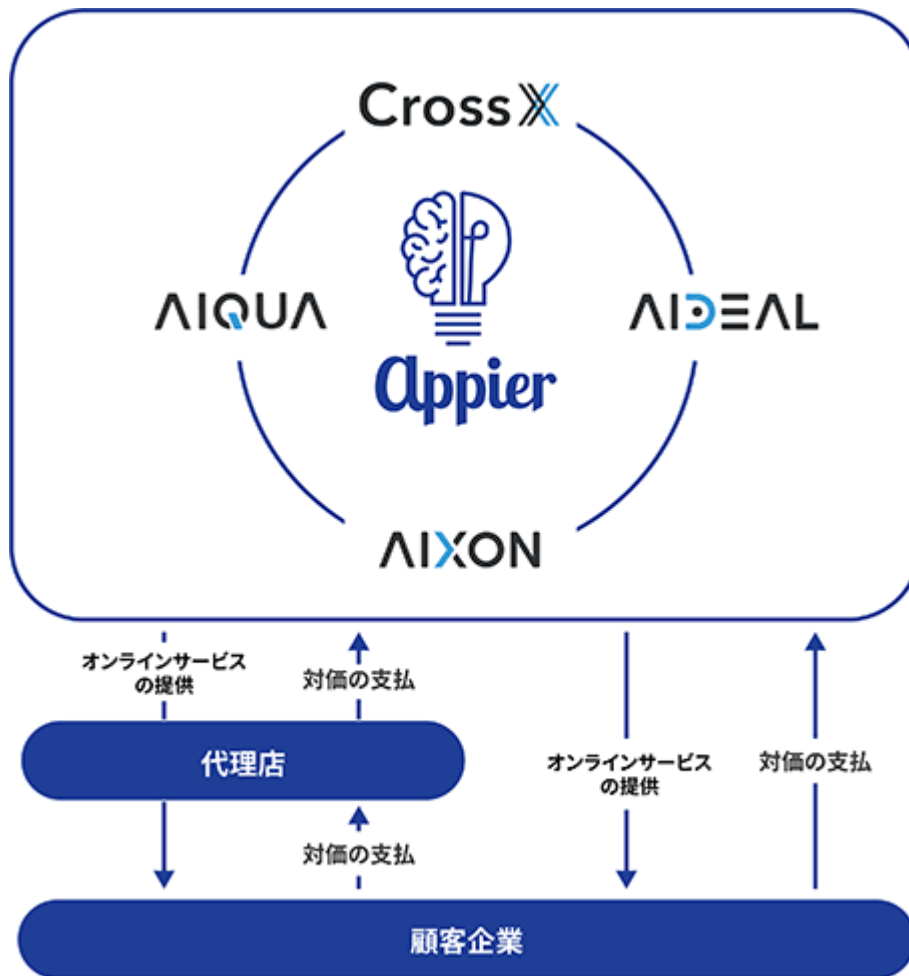 CrossX
AIQUA
AIDEAL
Appier
AIXON
オンラインサービス
の提供
対価の支払
代理店
オンラインサービス
の提供
対価の支払
対価の支払
顧客企業